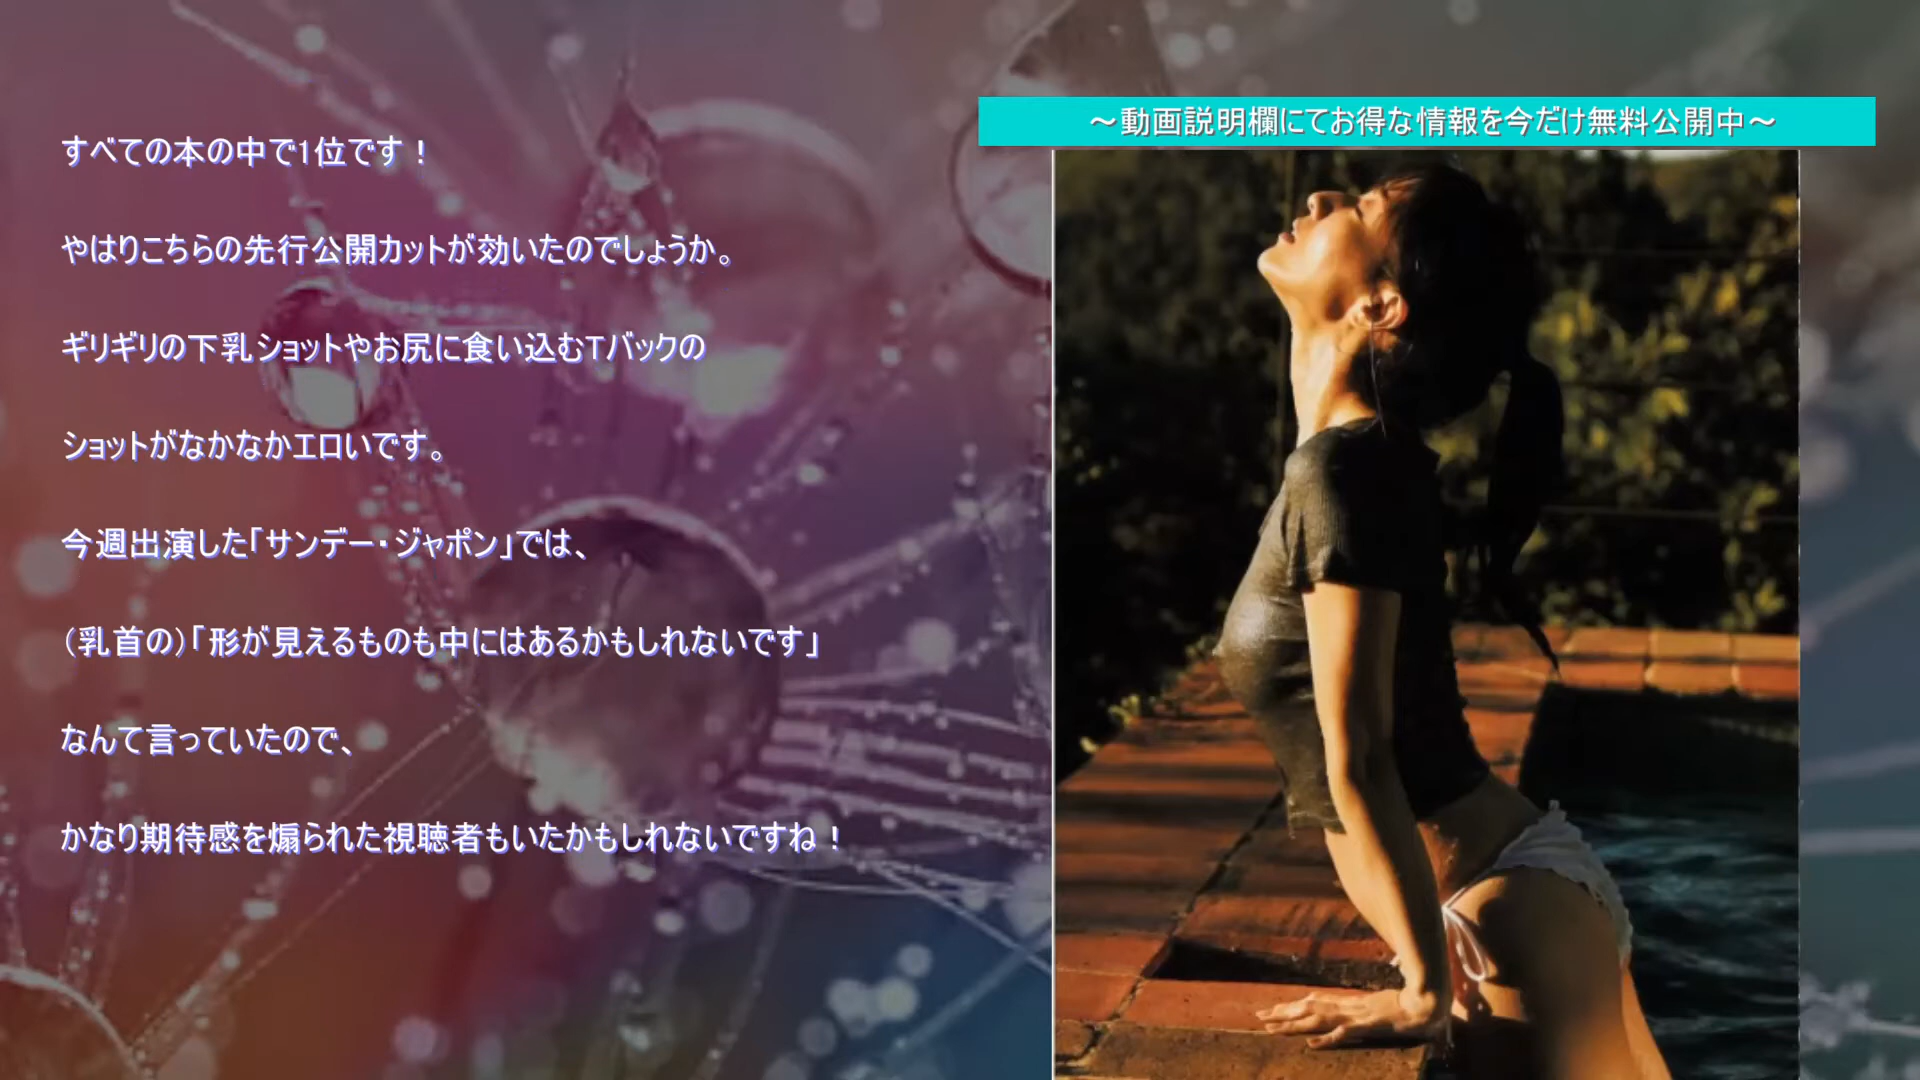 ～動画説明欄にてお得な情報を今だけ無料公開中～
すべての本の中で1位です！
やはりこちらの先行公開カットが効いたのでしょうか。
ギリギリの下乳ショットやお尻に食い込むTバックの
ショットがなかなかエロいです。
今週出演した「サンデー・ジャポン」では、
（乳首の）「形が見えるものも中にはあるかもしれないです」
なんて言っていたので、
かなり期待感を煽られた視聴者もいたかもしれないですね！